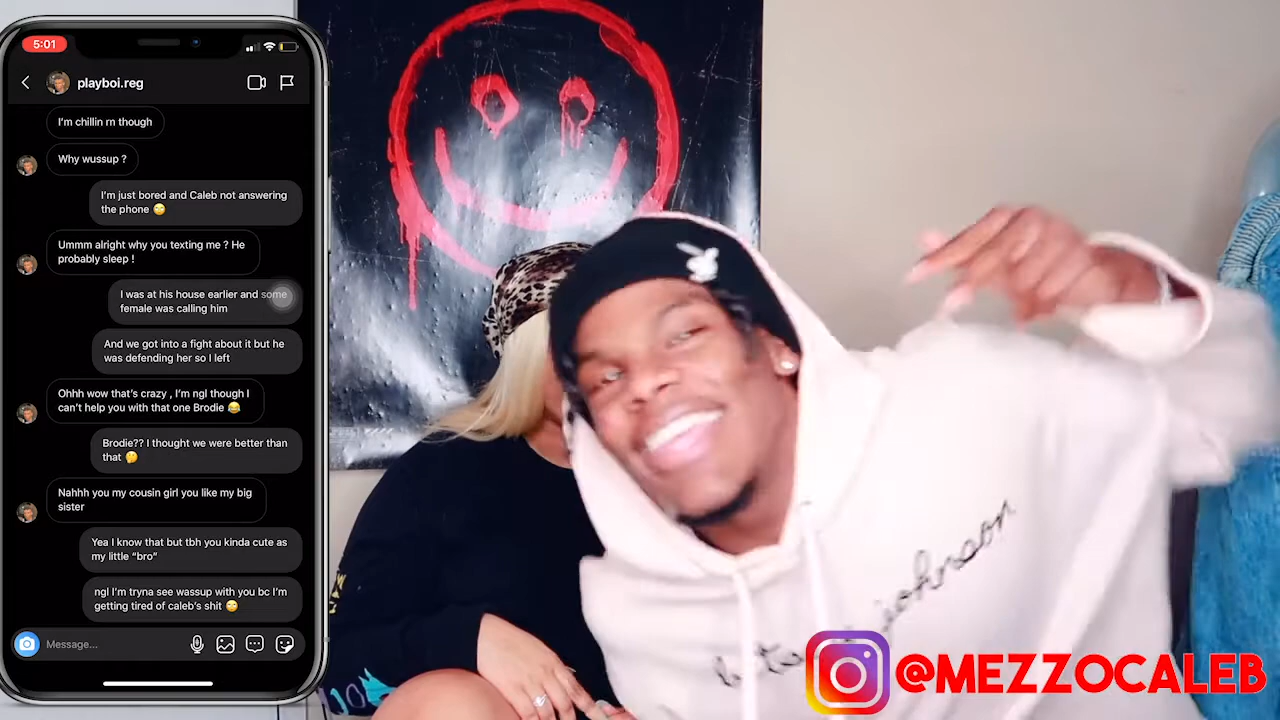 5:01
playboi.reg
I'm chillin rn though
Why wussup ?
I'm just bored and Caleb not answering
the phone 🙄
Ummm alright why you texting me ? He
probably sleep !
I was at his house earlier and some
female was calling him
And we got into a fight about it but he
was defending her so I left
Ohhh wow that's crazy , I'm ngl though I
can't help you with that one Brodie 😂
Brodie?? I thought we were better than
that 🤔
Nahhh you my cousin girl you like my big
sister
Yea I know that but tbh you kinda cute as
my little “bro”
ngl I'm tryna see wassup with you bc I'm
getting tired of caleb's shit 🙄
Message...
johnson
@MEZZOCALEB